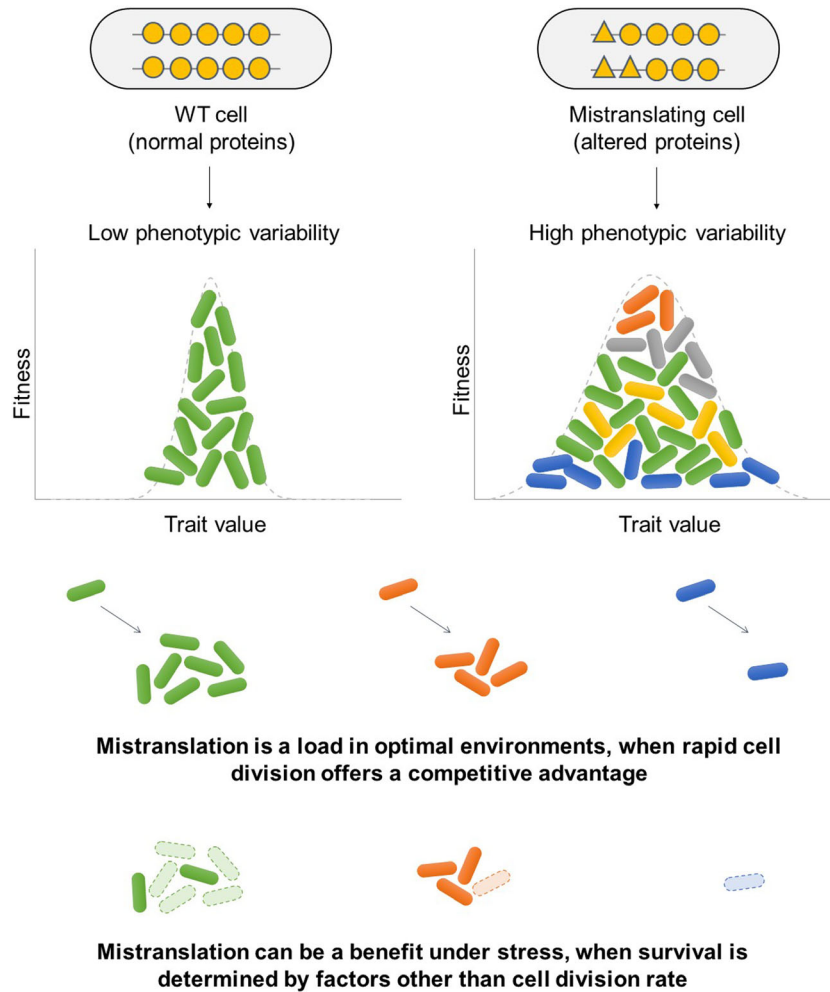 WT cell
(normal proteins)
Mistranslating cell
(altered proteins)
Low phenotypic variability
High phenotypic variability
Fitness
Trait value
Fitness
Trait value
Mistranslation is a load in optimal environments, when rapid cell
division offers a competitive advantage
Mistranslation can be a benefit under stress, when survival is
determined by factors other than cell division rate